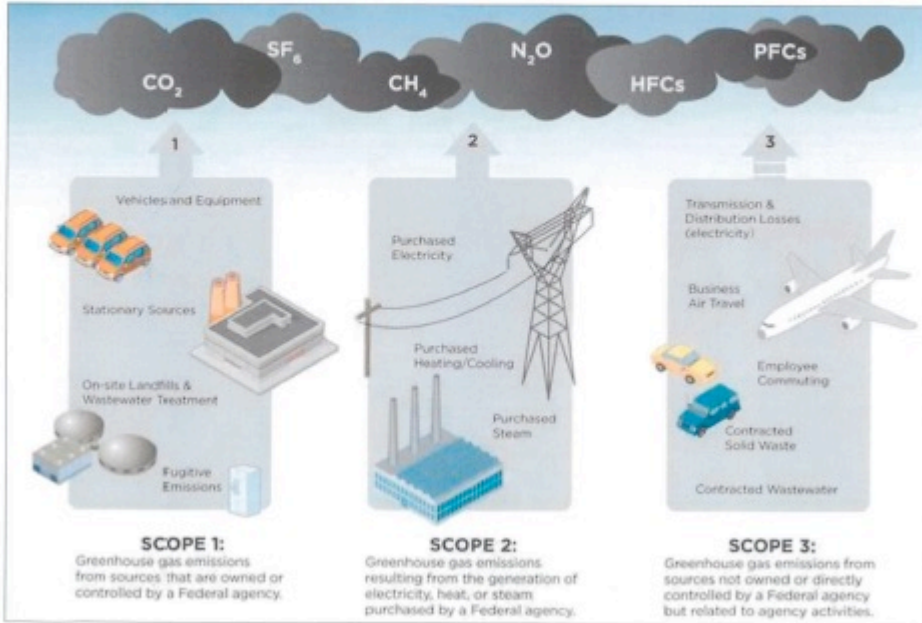 SF₆
N₂O
PFCs
CO₂
CH₄
HFCs
1
2
3
Vehicles and Equipment
Stationary Sources
On-site Landfills &
Wastewater Treatment
Fugitive
Emissions
Purchased
Electricity
Purchased
Heating/Cooling
Purchased
Steam
Transmission &
Distribution Losses
(electricity)
Business
Air Travel
Employee
Commuting
Contracted
Solid Waste
Contracted Wastewater
SCOPE 1:
Greenhouse gas emissions
from sources that are owned or
controlled by a Federal agency.
SCOPE 2:
Greenhouse gas emissions
resulting from the generation of
electricity, heat, or steam
purchased by a Federal agency.
SCOPE 3:
Greenhouse gas emissions from
sources not owned or directly
controlled by a Federal agency
but related to agency activities.